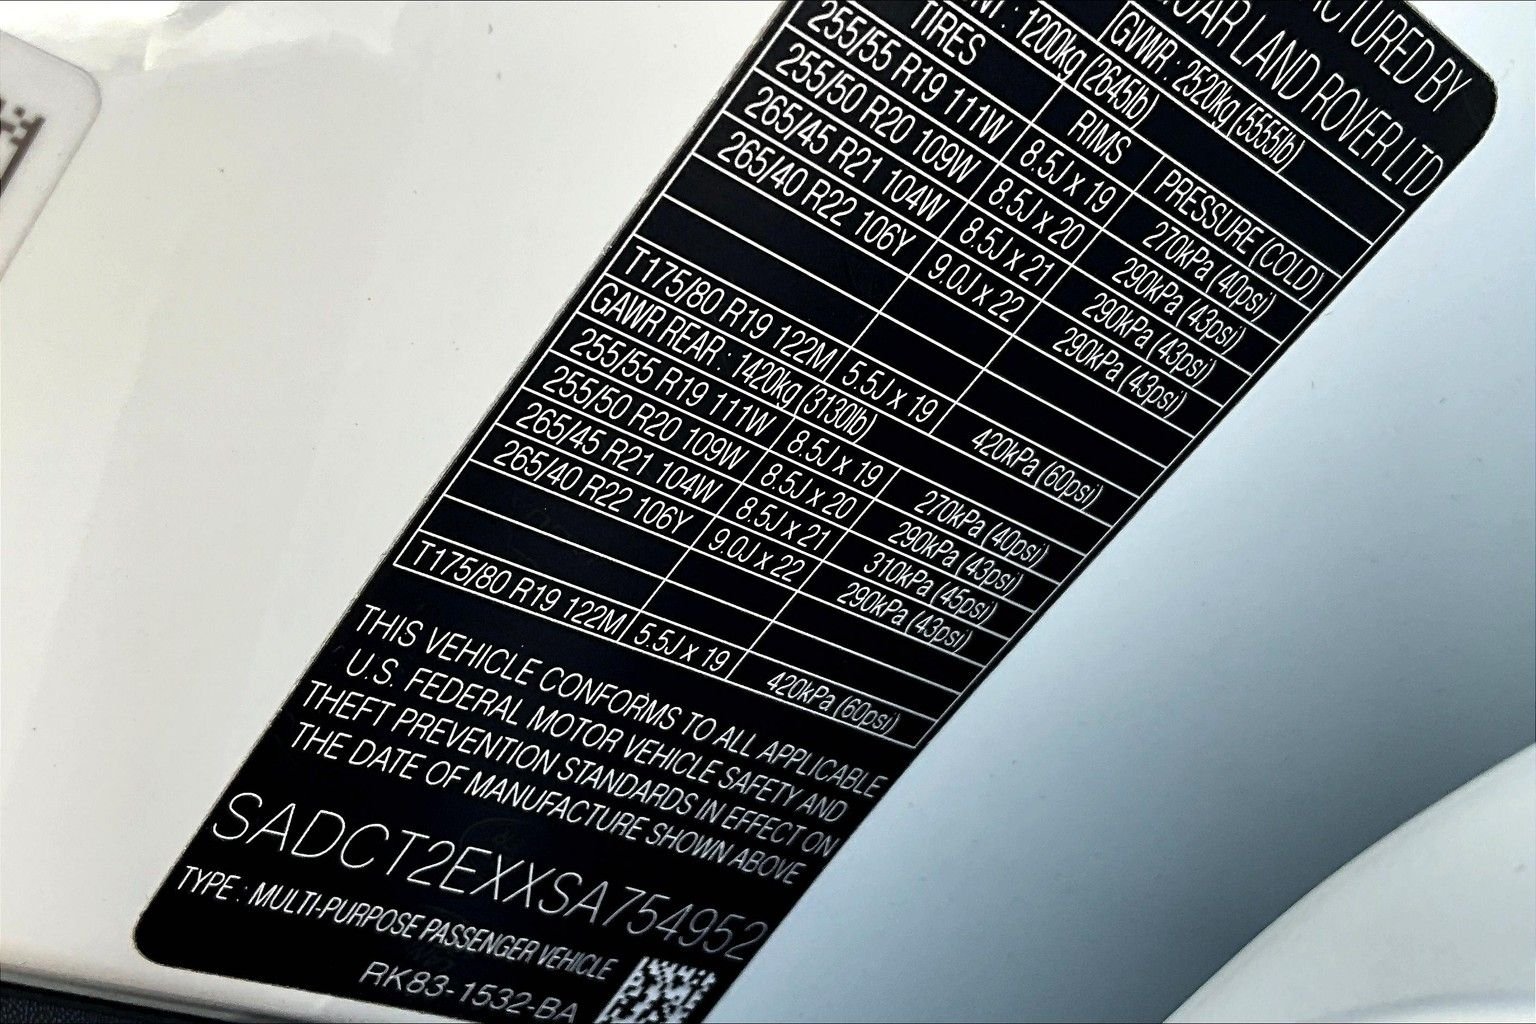 BY
LAND ROVER LTD
GVWR : 2520kg (5555lb)
: 1200kg (2645lb)
TIRES RIMS PRESSURE (COLD)
255/55 R19 111W 8.5J x 19 270kPa (40psi)
255/50 R20 109W 8.5J x 20 290kPa (43psi)
265/45 R21 104W 8.5J x 21 290kPa (43psi)
265/40 R22 106Y 9.0J x 22 290kPa (43psi)
T175/80 R19 122M 5.5J x 19 420kPa (60psi)
GAWR REAR : 1420kg (3130lb)
255/55 R19 111W 8.5J x 19 270kPa (40psi)
255/50 R20 109W 8.5J x 20 290kPa (43psi)
265/45 R21 104W 8.5J x 21 310kPa (45psi)
265/40 R22 106Y 9.0J x 22 290kPa (43psi)
T175/80 R19 122M 5.5J x 19 420kPa (60psi)
THIS VEHICLE CONFORMS TO ALL APPLICABLE
U.S. FEDERAL MOTOR VEHICLE SAFETY AND
THEFT PREVENTION STANDARDS IN EFFECT ON
THE DATE OF MANUFACTURE SHOWN ABOVE
SADCT2EXXSA754952
TYPE : MULTI-PURPOSE PASSENGER VEHICLE
RK83-1532-BA